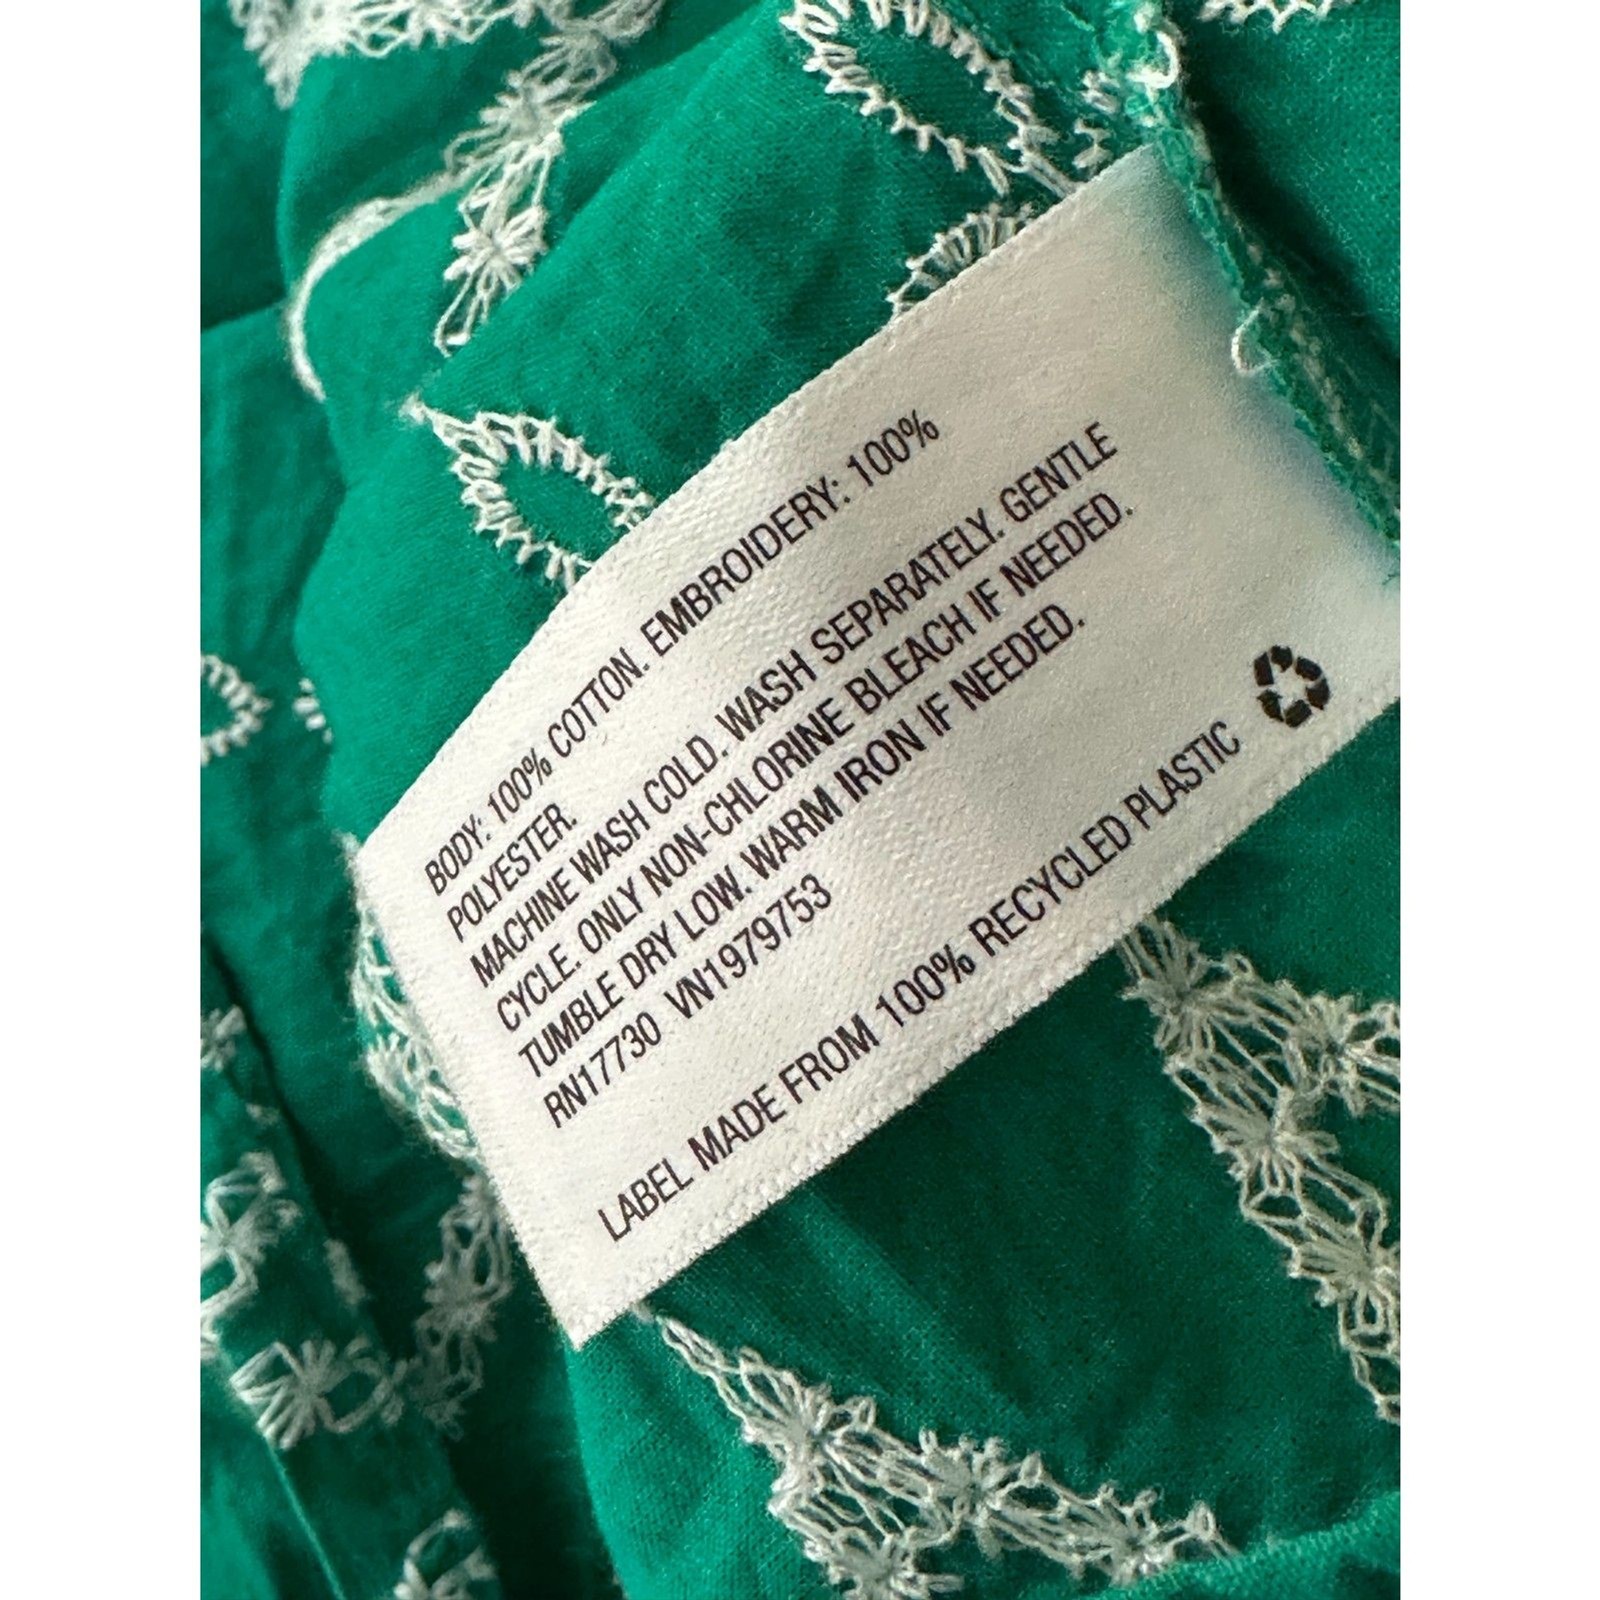 BODY: 100% COTTON. EMBROIDERY: 100%
POLYESTER.
MACHINE WASH COLD. WASH SEPARATELY. GENTLE
CYCLE. ONLY NON-CHLORINE BLEACH IF NEEDED.
TUMBLE DRY LOW. WARM IRON IF NEEDED.
RN17730 VN1979753
LABEL MADE FROM 100% RECYCLED PLASTIC